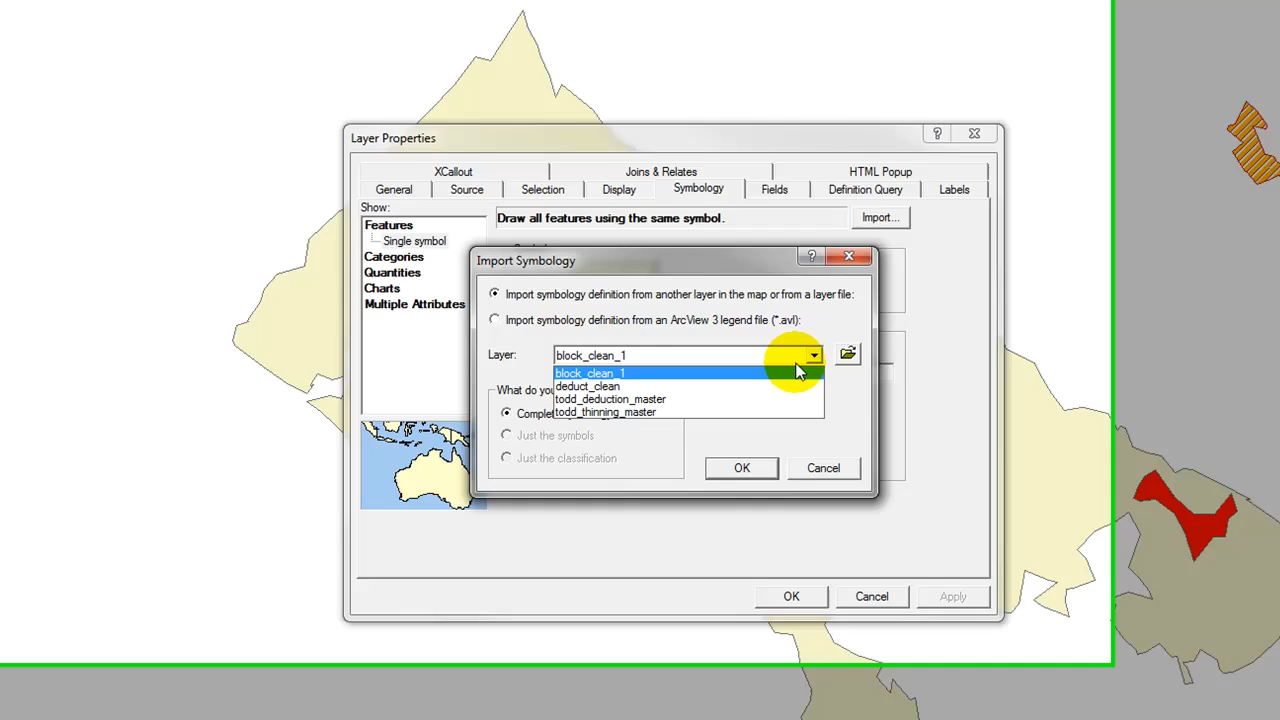 Layer Properties
XCallout
Joins & Relates
HTML Popup
General
Source
Selection
Display
Symbology
Fields
Definition Query
Labels
Show:
Features
Single symbol
Categories
Quantities
Charts
Multiple Attributes
Draw all features using the same symbol.
Import...
Import Symbology
Import symbology definition from another layer in the map or from a layer file:
Import symbology definition from an ArcView 3 legend file (*.avl):
Layer:
block_clean_1
block_clean_1
deduct_clean
todd_deduction_master
todd_thinning_master
What do you
Just the symbols
Just the classification
OK
Cancel
OK
Cancel
Apply